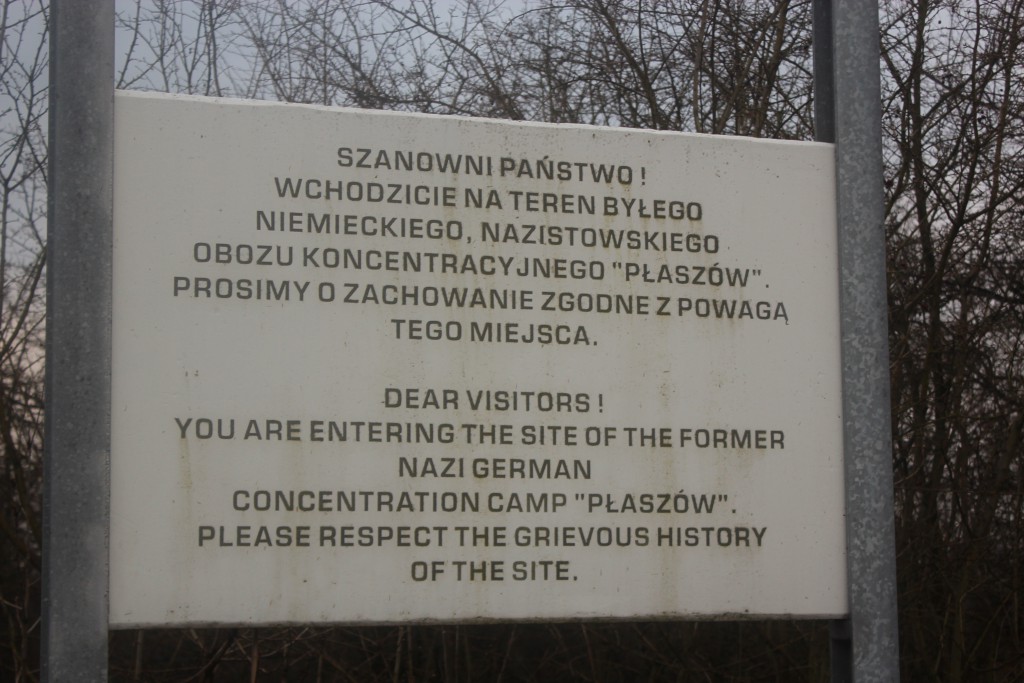 SZANOWNI PAŃSTWO !
WCHODZICIE NA TEREN BYŁEGO
NIEMIECKIEGO, NAZISTOWSKIEGO
OBOZU KONCENTRACYJNEGO "PŁASZÓW".
PROSIMY O ZACHOWANIE ZGODNE Z POWAGĄ
TEGO MIEJSCA.
DEAR VISITORS !
YOU ARE ENTERING THE SITE OF THE FORMER
NAZI GERMAN
CONCENTRATION CAMP "PŁASZÓW".
PLEASE RESPECT THE GRIEVOUS HISTORY
OF THE SITE.